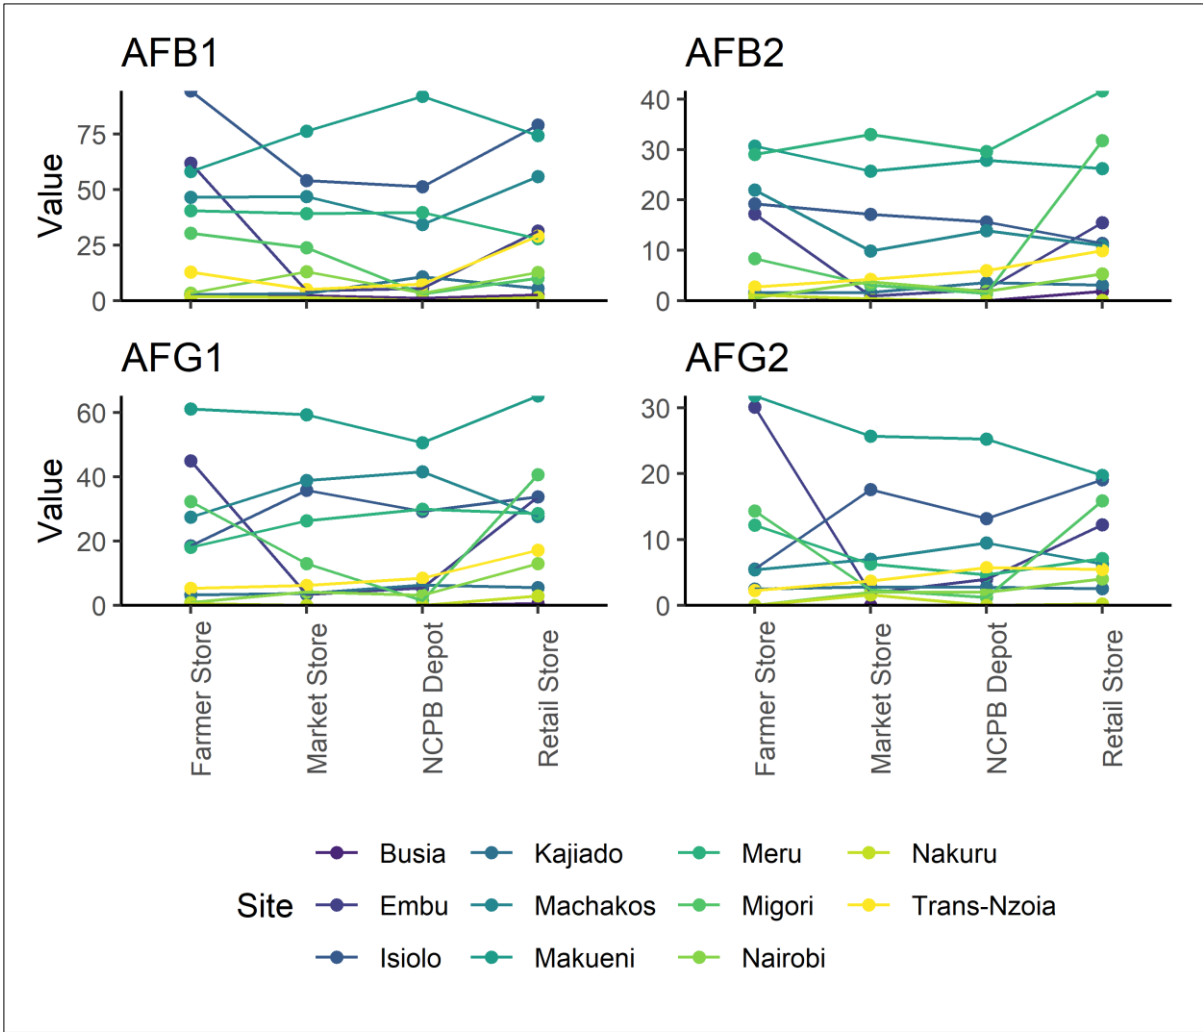 AFB1
AFB2
Value
75
50
25
0
40
30
20
10
0
AFG1
AFG2
Value
60
40
20
0
30
20
10
0
Farmer Store
Market Store
NCPB Depot
Retail Store
Farmer Store
Market Store
NCPB Depot
Retail Store
Site
Busia
Kajiado
Meru
Nakuru
Embu
Machakos
Migori
Trans-Nzoia
Isiolo
Makueni
Nairobi